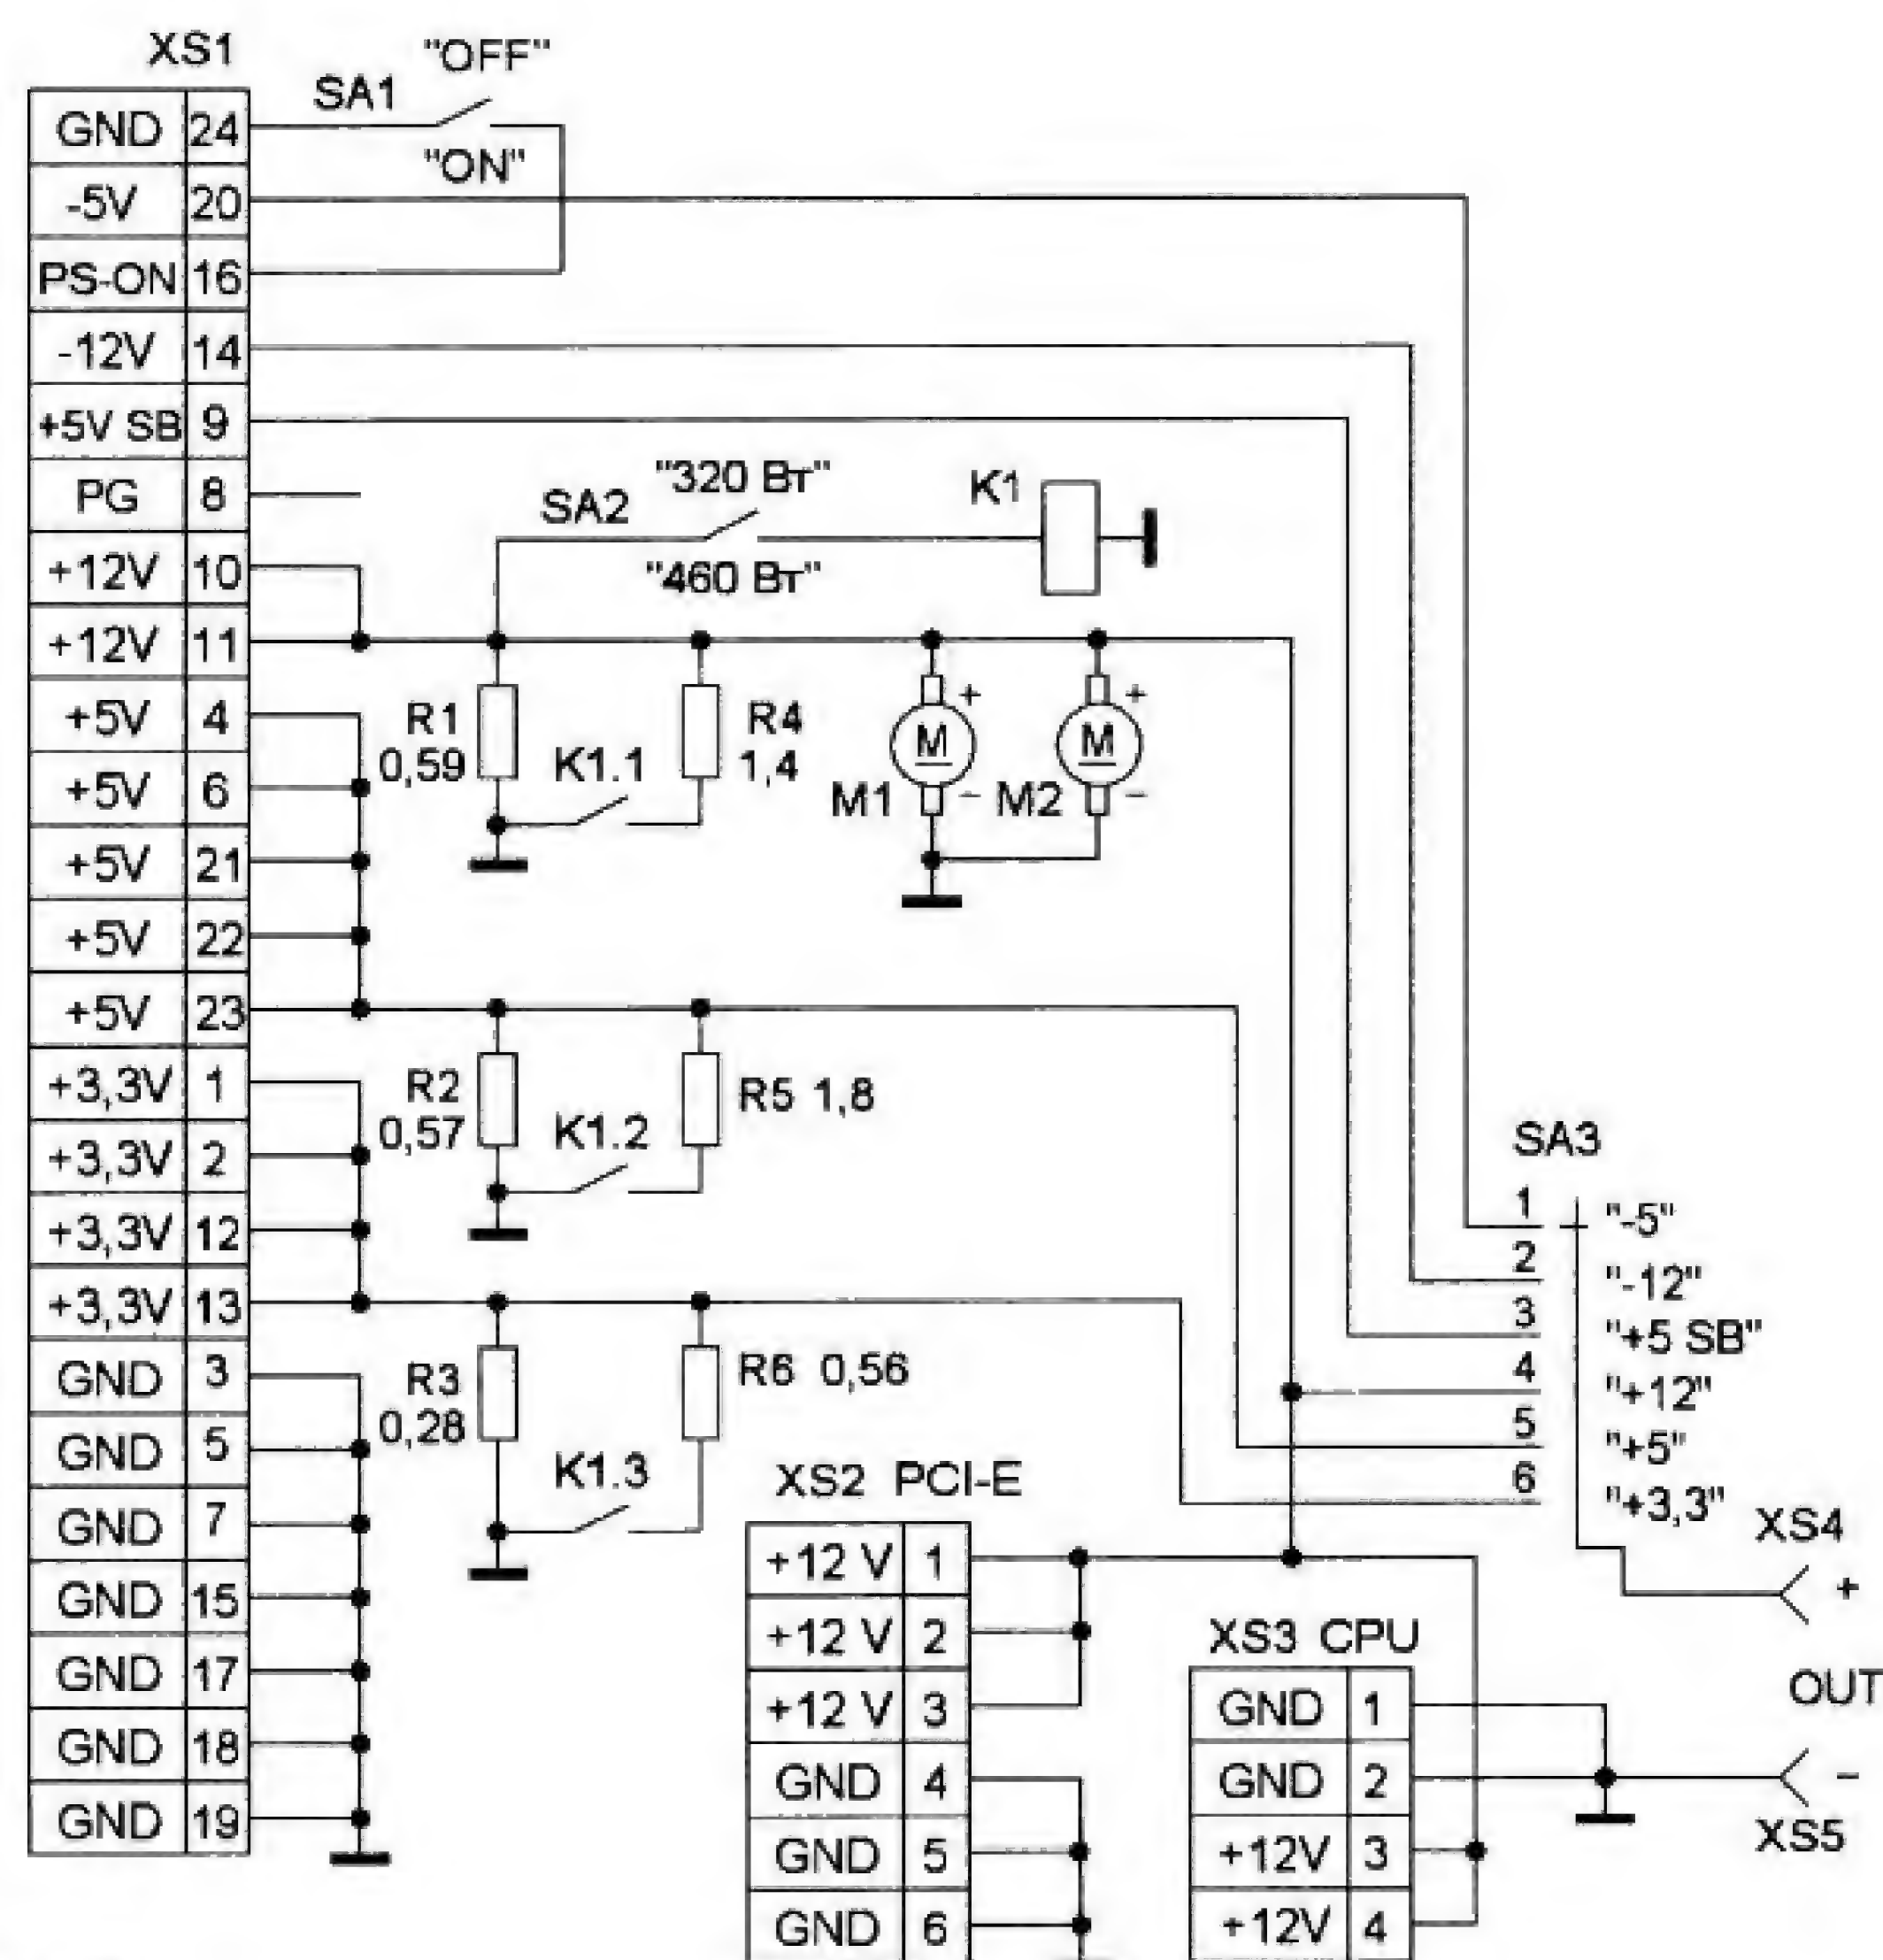 XS1
GND 24
-5V 20
PS-ON 16
-12V 14
+5V SB 9
PG 8
+12V 10
+12V 11
+5V 4
+5V 6
+5V 21
+5V 22
+5V 23
+3,3V 1
+3,3V 2
+3,3V 12
+3,3V 13
GND 3
GND 5
GND 7
GND 15
GND 17
GND 18
GND 19
SA1
"OFF"
"ON"
SA2
"320 Вт"
"460 Вт"
K1
R1
0,59
K1.1
R4
1,4
M
+
M1
-
M
+
M2
-
R2
0,57
K1.2
R5 1,8
R3
0,28
K1.3
R6 0,56
SA3
1 "-5"
2 "-12"
3 "+5 SB"
4 "+12"
5 "+5"
6 "+3,3"
XS2 PCI-E
+12 V 1
+12 V 2
+12 V 3
GND 4
GND 5
GND 6
XS3 CPU
GND 1
GND 2
+12V 3
+12V 4
XS4
+
OUT
-
XS5